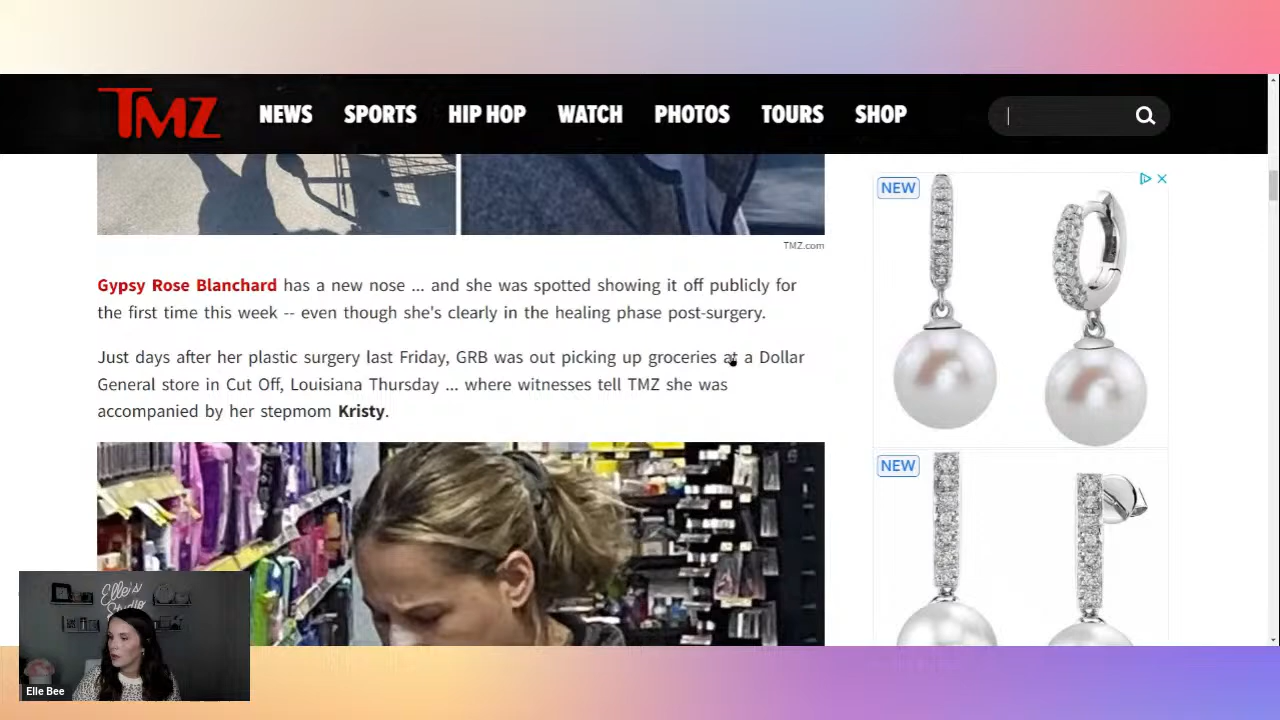 TMZ
NEWS SPORTS HIP HOP WATCH PHOTOS TOURS SHOP
NEW
TMZ.com
Gypsy Rose Blanchard has a new nose ... and she was spotted showing it off publicly for
the first time this week -- even though she's clearly in the healing phase post-surgery.
Just days after her plastic surgery last Friday, GRB was out picking up groceries at a Dollar
General store in Cut Off, Louisiana Thursday ... where witnesses tell TMZ she was
accompanied by her stepmom Kristy.
NEW
Elle's
Studio
Elle Bee